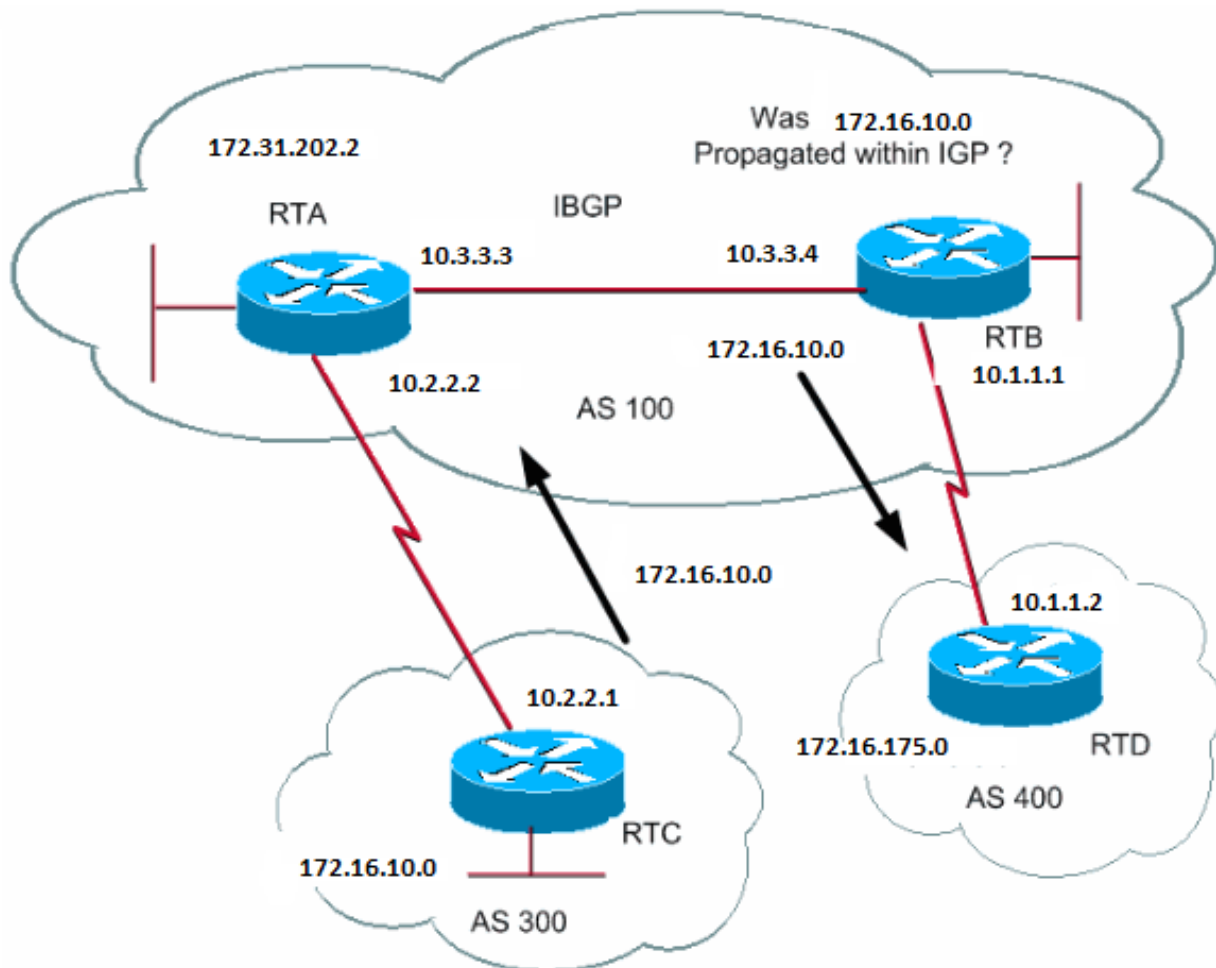 Was 172.16.10.0
Propagated within IGP ?
172.31.202.2
RTA
IBGP
10.3.3.3
10.3.3.4
RTB
172.16.10.0
10.1.1.1
10.2.2.2
AS 100
172.16.10.0
10.1.1.2
10.2.2.1
172.16.175.0
RTD
AS 400
RTC
172.16.10.0
AS 300